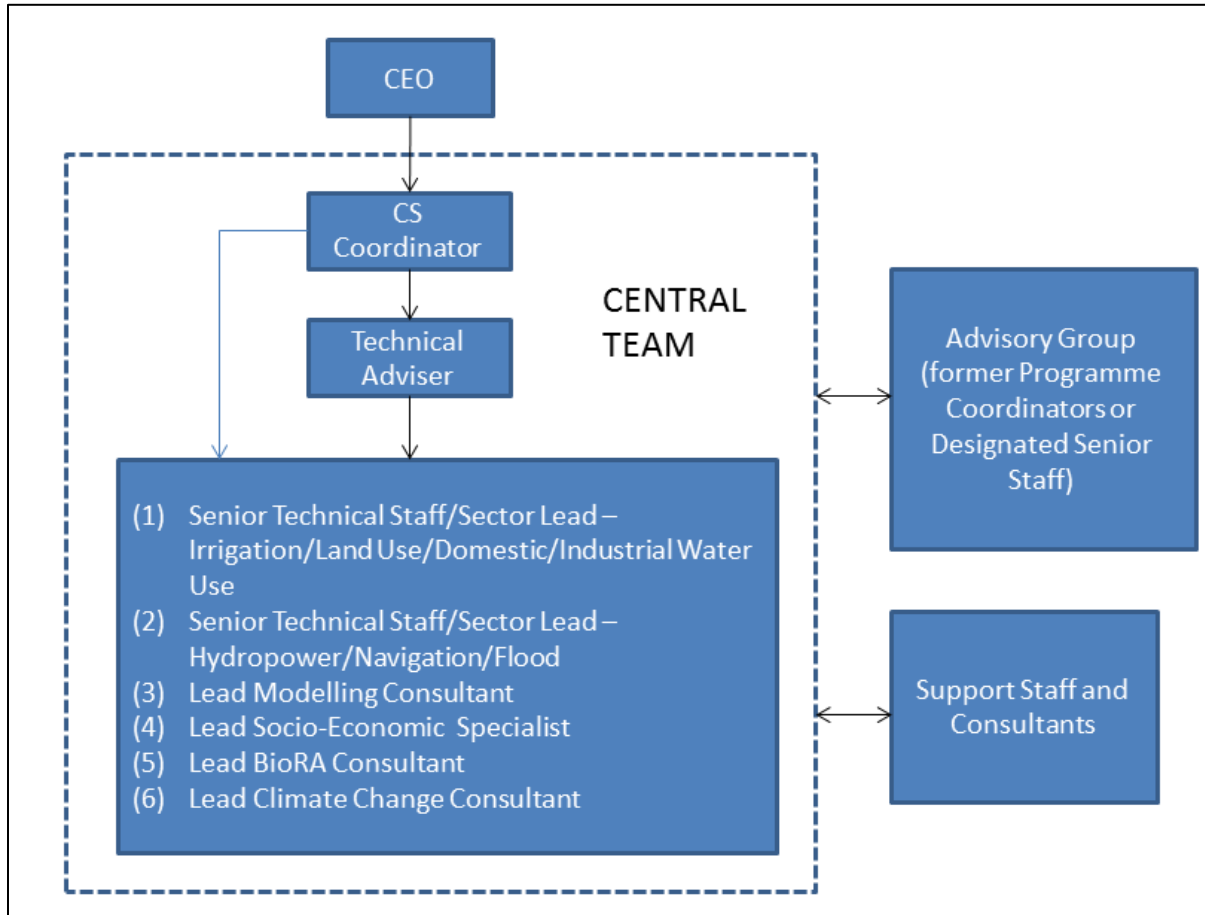 CEO
CS
Coordinator
CENTRAL
TEAM
Technical
Adviser
(1) Senior Technical Staff/Sector Lead –
Irrigation/Land Use/Domestic/Industrial Water
Use
(2) Senior Technical Staff/Sector Lead –
Hydropower/Navigation/Flood
(3) Lead Modelling Consultant
(4) Lead Socio-Economic Specialist
(5) Lead BioRA Consultant
(6) Lead Climate Change Consultant
Advisory Group
(former Programme
Coordinators or
Designated Senior
Staff)
Support Staff and
Consultants